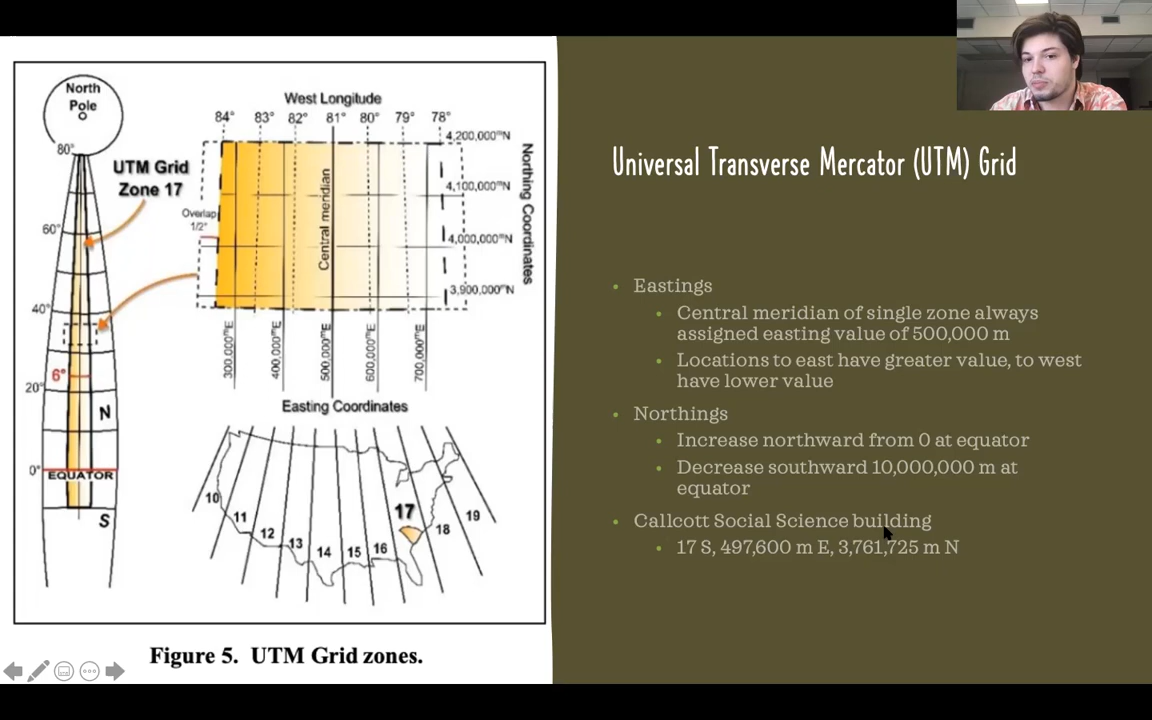 North
Pole
80°
UTM Grid
Zone 17
60°
40°
6°
20°
N
0°
EQUATOR
S
West Longitude
84° 83° 82° 81° 80° 79° 78°
Overlap
1/2°
Central meridian
4,200,000ᵐN
4,100,000ᵐN
4,000,000ᵐN
3,900,000ᵐN
Northing Coordinates
300,000ᵐE
400,000ᵐE
500,000ᵐE
600,000ᵐE
700,000ᵐE
Easting Coordinates
10
11
12
13
14
15
16
17
18
19
Figure 5. UTM Grid zones.
Universal Transverse Mercator (UTM) Grid
• Eastings
• Central meridian of single zone always
assigned easting value of 500,000 m
• Locations to east have greater value, to west
have lower value
• Northings
• Increase northward from 0 at equator
• Decrease southward 10,000,000 m at
equator
• Callcott Social Science building
• 17 S, 497,600 m E, 3,761,725 m N